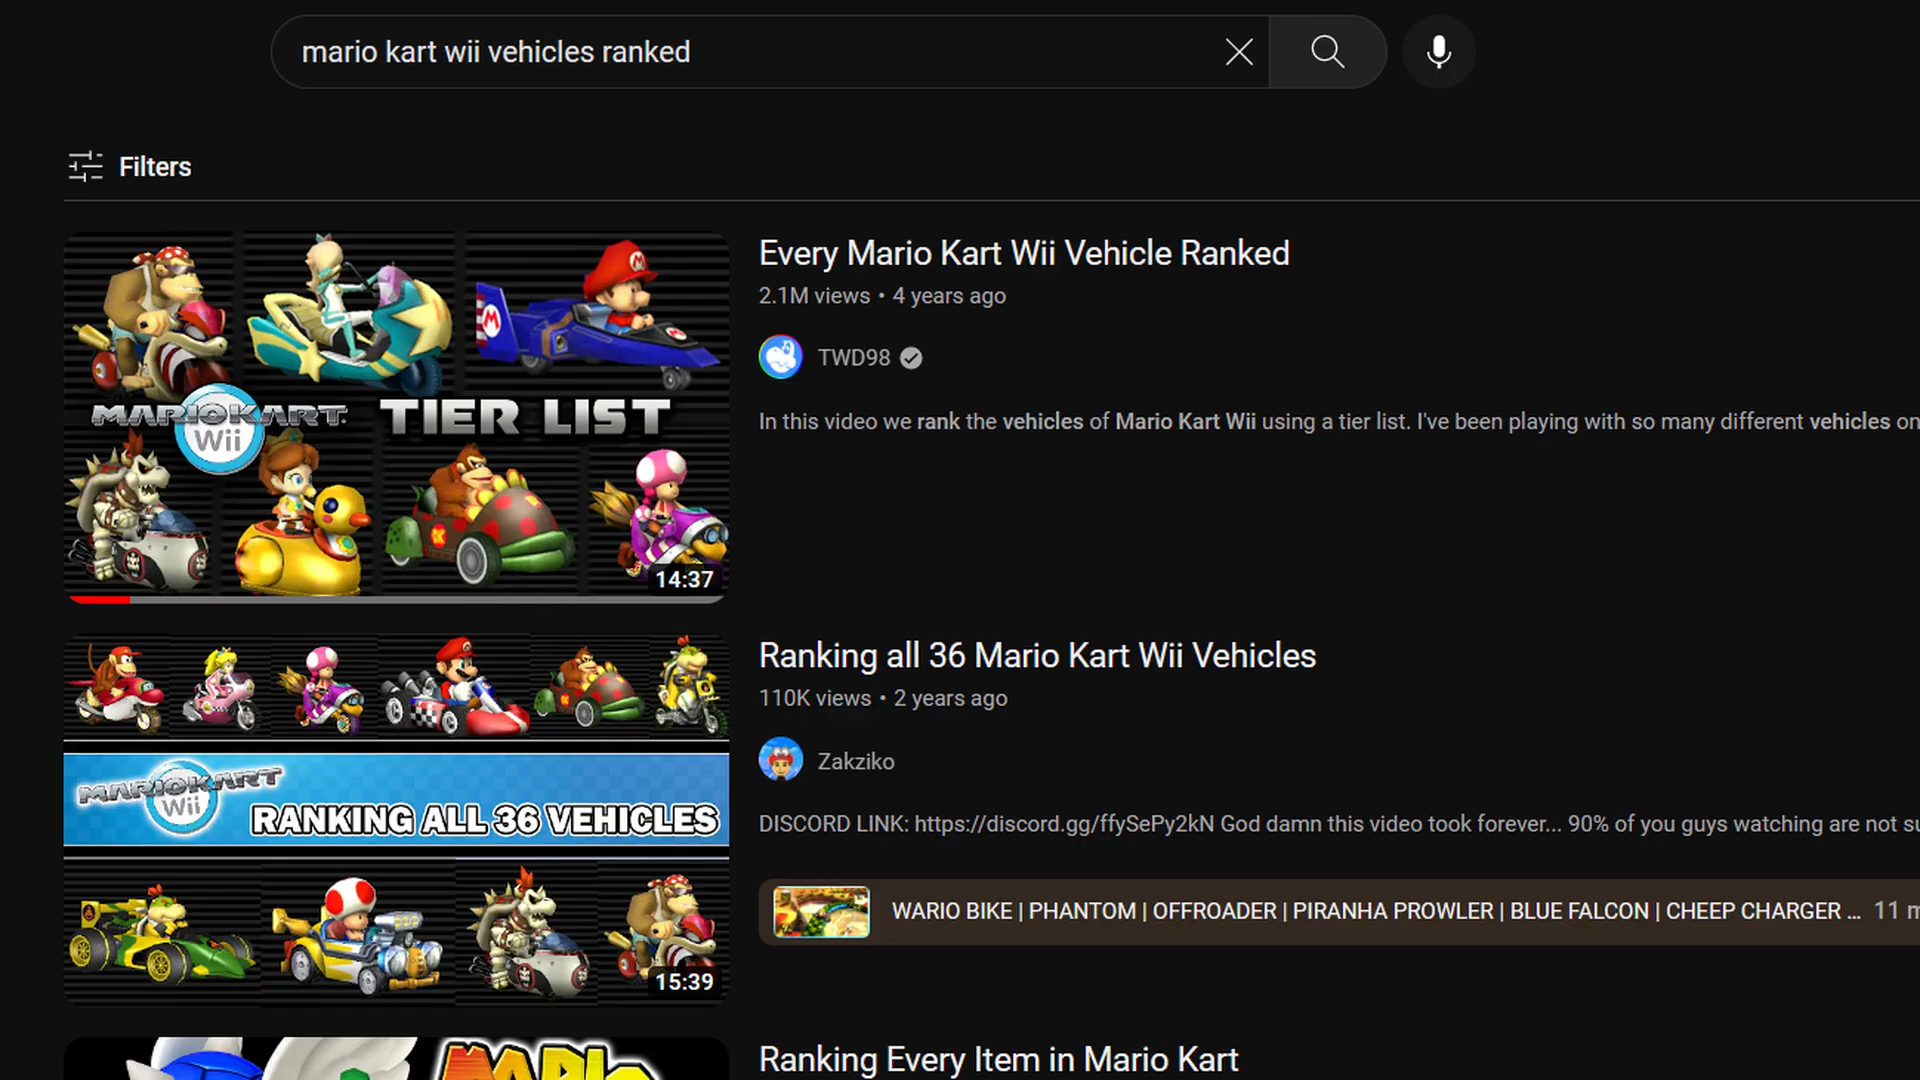 mario kart wii vehicles ranked
Filters
MARIOKART
Wii
TIER LIST
14:37
Every Mario Kart Wii Vehicle Ranked
2.1M views • 4 years ago
TWD98
In this video we rank the vehicles of Mario Kart Wii using a tier list. I've been playing with so many different vehicles on
MARIOKART
Wii
RANKING ALL 36 VEHICLES
15:39
Ranking all 36 Mario Kart Wii Vehicles
110K views • 2 years ago
Zakziko
DISCORD LINK: https://discord.gg/ffySePy2kN God damn this video took forever... 90% of you guys watching are not su
WARIO BIKE | PHANTOM | OFFROADER | PIRANHA PROWLER | BLUE FALCON | CHEEP CHARGER ... 11 m
MARIO
Ranking Every Item in Mario Kart